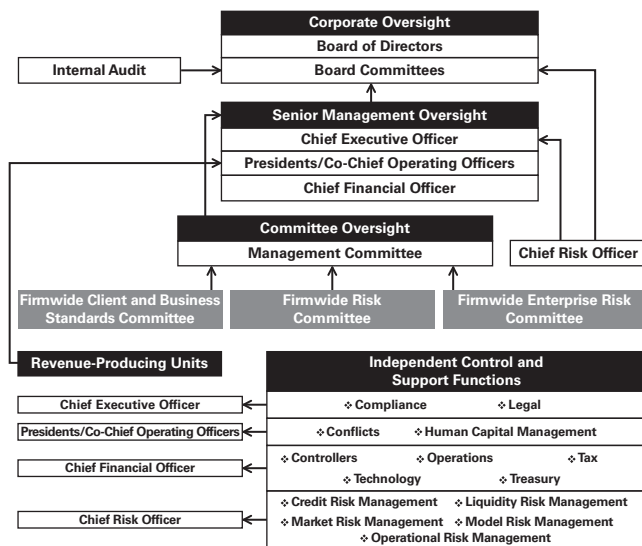 Corporate Oversight
Board of Directors
Internal Audit
Board Committees
Senior Management Oversight
Chief Executive Officer
Presidents/Co-Chief Operating Officers
Chief Financial Officer
Committee Oversight
Management Committee
Chief Risk Officer
Firmwide Client and Business
Standards Committee
Firmwide Risk
Committee
Firmwide Enterprise Risk
Committee
Revenue-Producing Units
Independent Control and
Support Functions
Chief Executive Officer
❖ Compliance ❖ Legal
Presidents/Co-Chief Operating Officers
❖ Conflicts ❖ Human Capital Management
Chief Financial Officer
❖ Controllers ❖ Operations ❖ Tax
❖ Technology ❖ Treasury
Chief Risk Officer
❖ Credit Risk Management ❖ Liquidity Risk Management
❖ Market Risk Management ❖ Model Risk Management
❖ Operational Risk Management